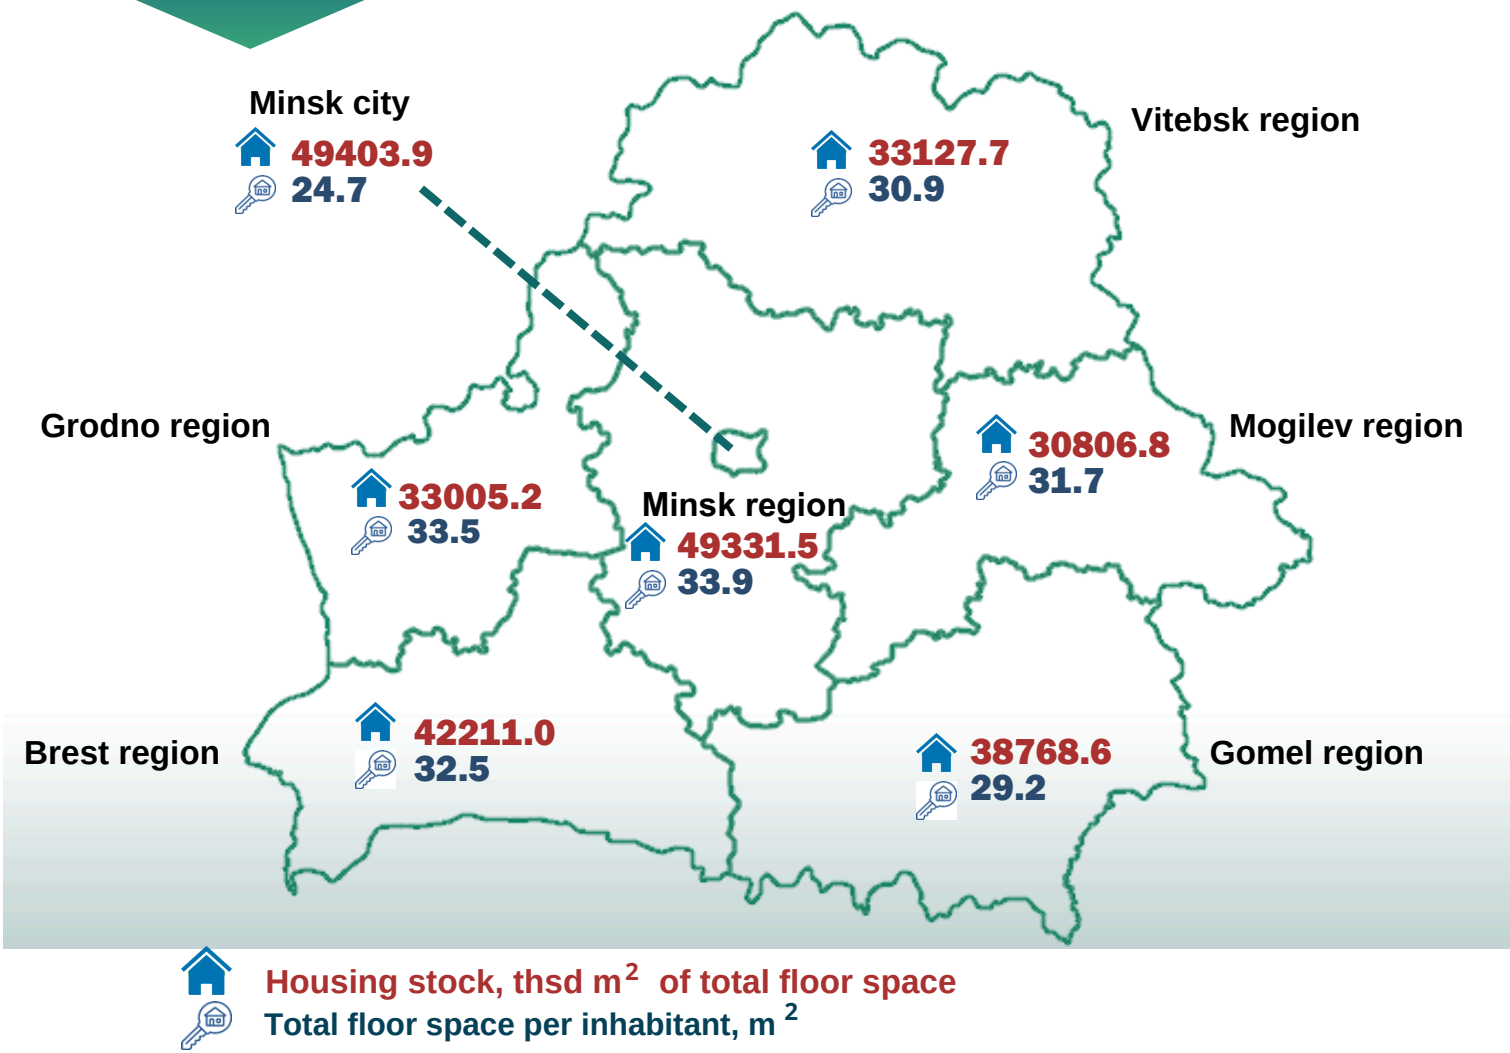 Minsk city
49403.9
24.7
Vitebsk region
33127.7
30.9
Grodno region
33005.2
33.5
Minsk region
49331.5
33.9
Mogilev region
30806.8
31.7
Brest region
42211.0
32.5
Gomel region
38768.6
29.2
Housing stock, thsd m² of total floor space
Total floor space per inhabitant, m²